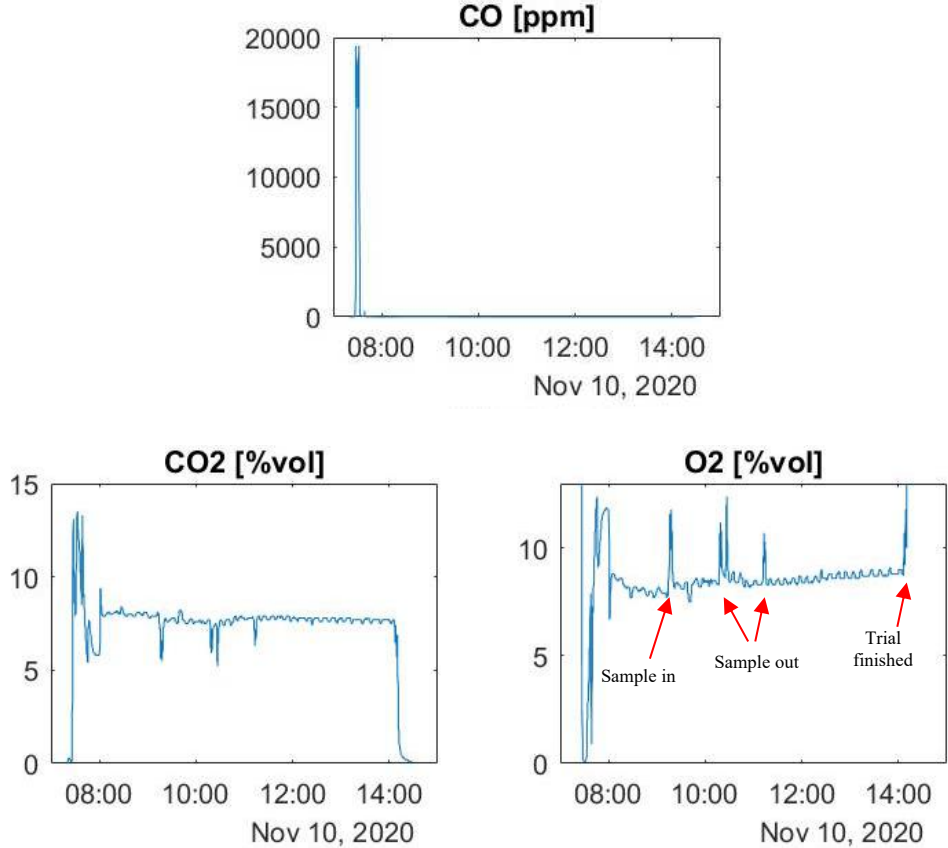 CO [ppm]
20000
15000
10000
5000
0
08:00 10:00 12:00 14:00
Nov 10, 2020
CO2 [%vol]
15
10
5
0
08:00 10:00 12:00 14:00
Nov 10, 2020
O2 [%vol]
10
5
0
Sample in
Sample out
Trial
finished
08:00 10:00 12:00 14:00
Nov 10, 2020